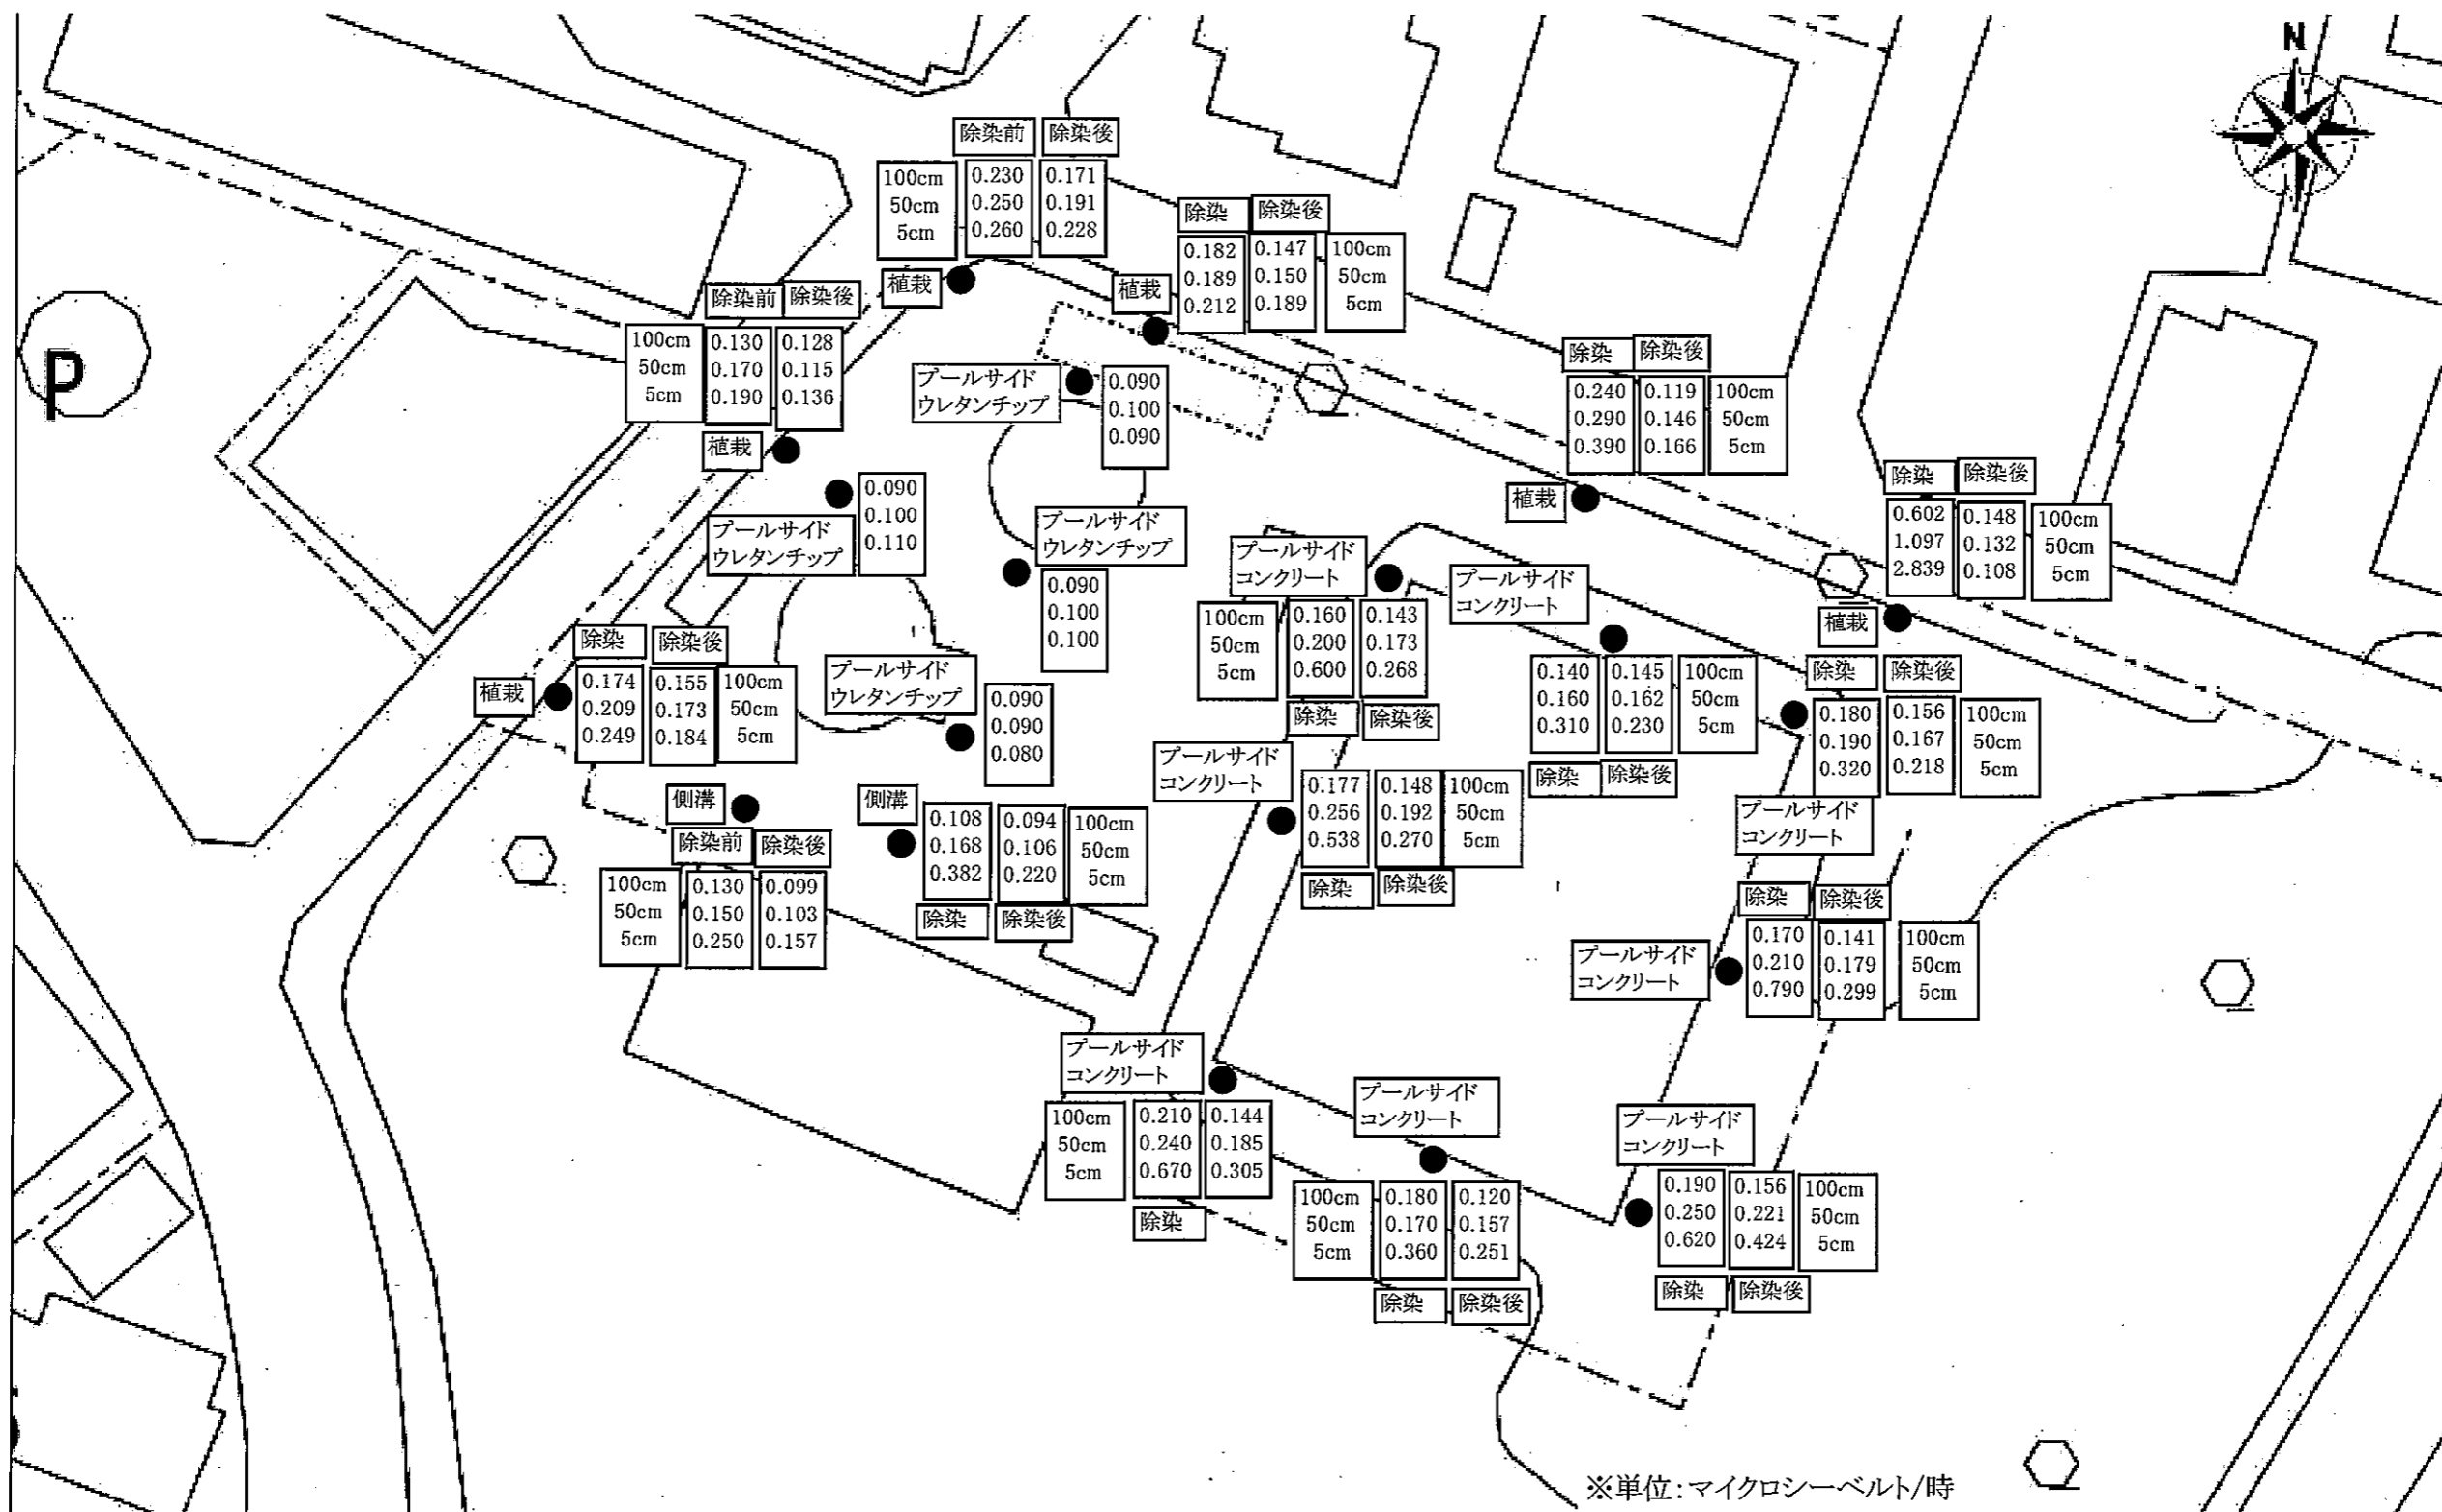 N
P
除染前 除染後
100cm 0.230 0.171
50cm 0.250 0.191
5cm 0.260 0.228
植栽
除染 除染後
0.182 0.147 100cm
0.189 0.150 50cm
0.212 0.189 5cm
植栽
除染前 除染後
100cm 0.130 0.128
50cm 0.170 0.115
5cm 0.190 0.136
植栽
プールサイド
ウレタンチップ
0.090
0.100
0.090
除染 除染後
0.240 0.119 100cm
0.290 0.146 50cm
0.390 0.166 5cm
植栽
除染 除染後
0.602 0.148 100cm
1.097 0.132 50cm
2.839 0.108 5cm
植栽
プールサイド
ウレタンチップ
0.090
0.100
0.110
プールサイド
ウレタンチップ
0.090
0.100
0.100
プールサイド
コンクリート
100cm 0.160 0.143
50cm 0.200 0.173
5cm 0.600 0.268
除染 除染後
プールサイド
コンクリート
0.140 0.145 100cm
0.160 0.162 50cm
0.310 0.230 5cm
除染 除染後
除染 除染後
植栽
0.174 0.155 100cm
0.209 0.173 50cm
0.249 0.184 5cm
プールサイド
ウレタンチップ
0.090
0.090
0.080
除染 除染後
0.180 0.156 100cm
0.190 0.167 50cm
0.320 0.218 5cm
プールサイド
コンクリート
プールサイド
コンクリート
0.177 0.148 100cm
0.256 0.192 50cm
0.538 0.270 5cm
除染 除染後
側溝
除染前 除染後
100cm 0.130 0.099
50cm 0.150 0.103
5cm 0.250 0.157
側溝
0.108 0.094 100cm
0.168 0.106 50cm
0.382 0.220 5cm
除染 除染後
除染 除染後
プールサイド
コンクリート
0.170 0.141 100cm
0.210 0.179 50cm
0.790 0.299 5cm
プールサイド
コンクリート
100cm 0.210 0.144
50cm 0.240 0.185
5cm 0.670 0.305
除染
プールサイド
コンクリート
100cm 0.180 0.120
50cm 0.170 0.157
5cm 0.360 0.251
除染 除染後
プールサイド
コンクリート
0.190 0.156 100cm
0.250 0.221 50cm
0.620 0.424 5cm
除染 除染後
※単位：マイクロシーベルト/時